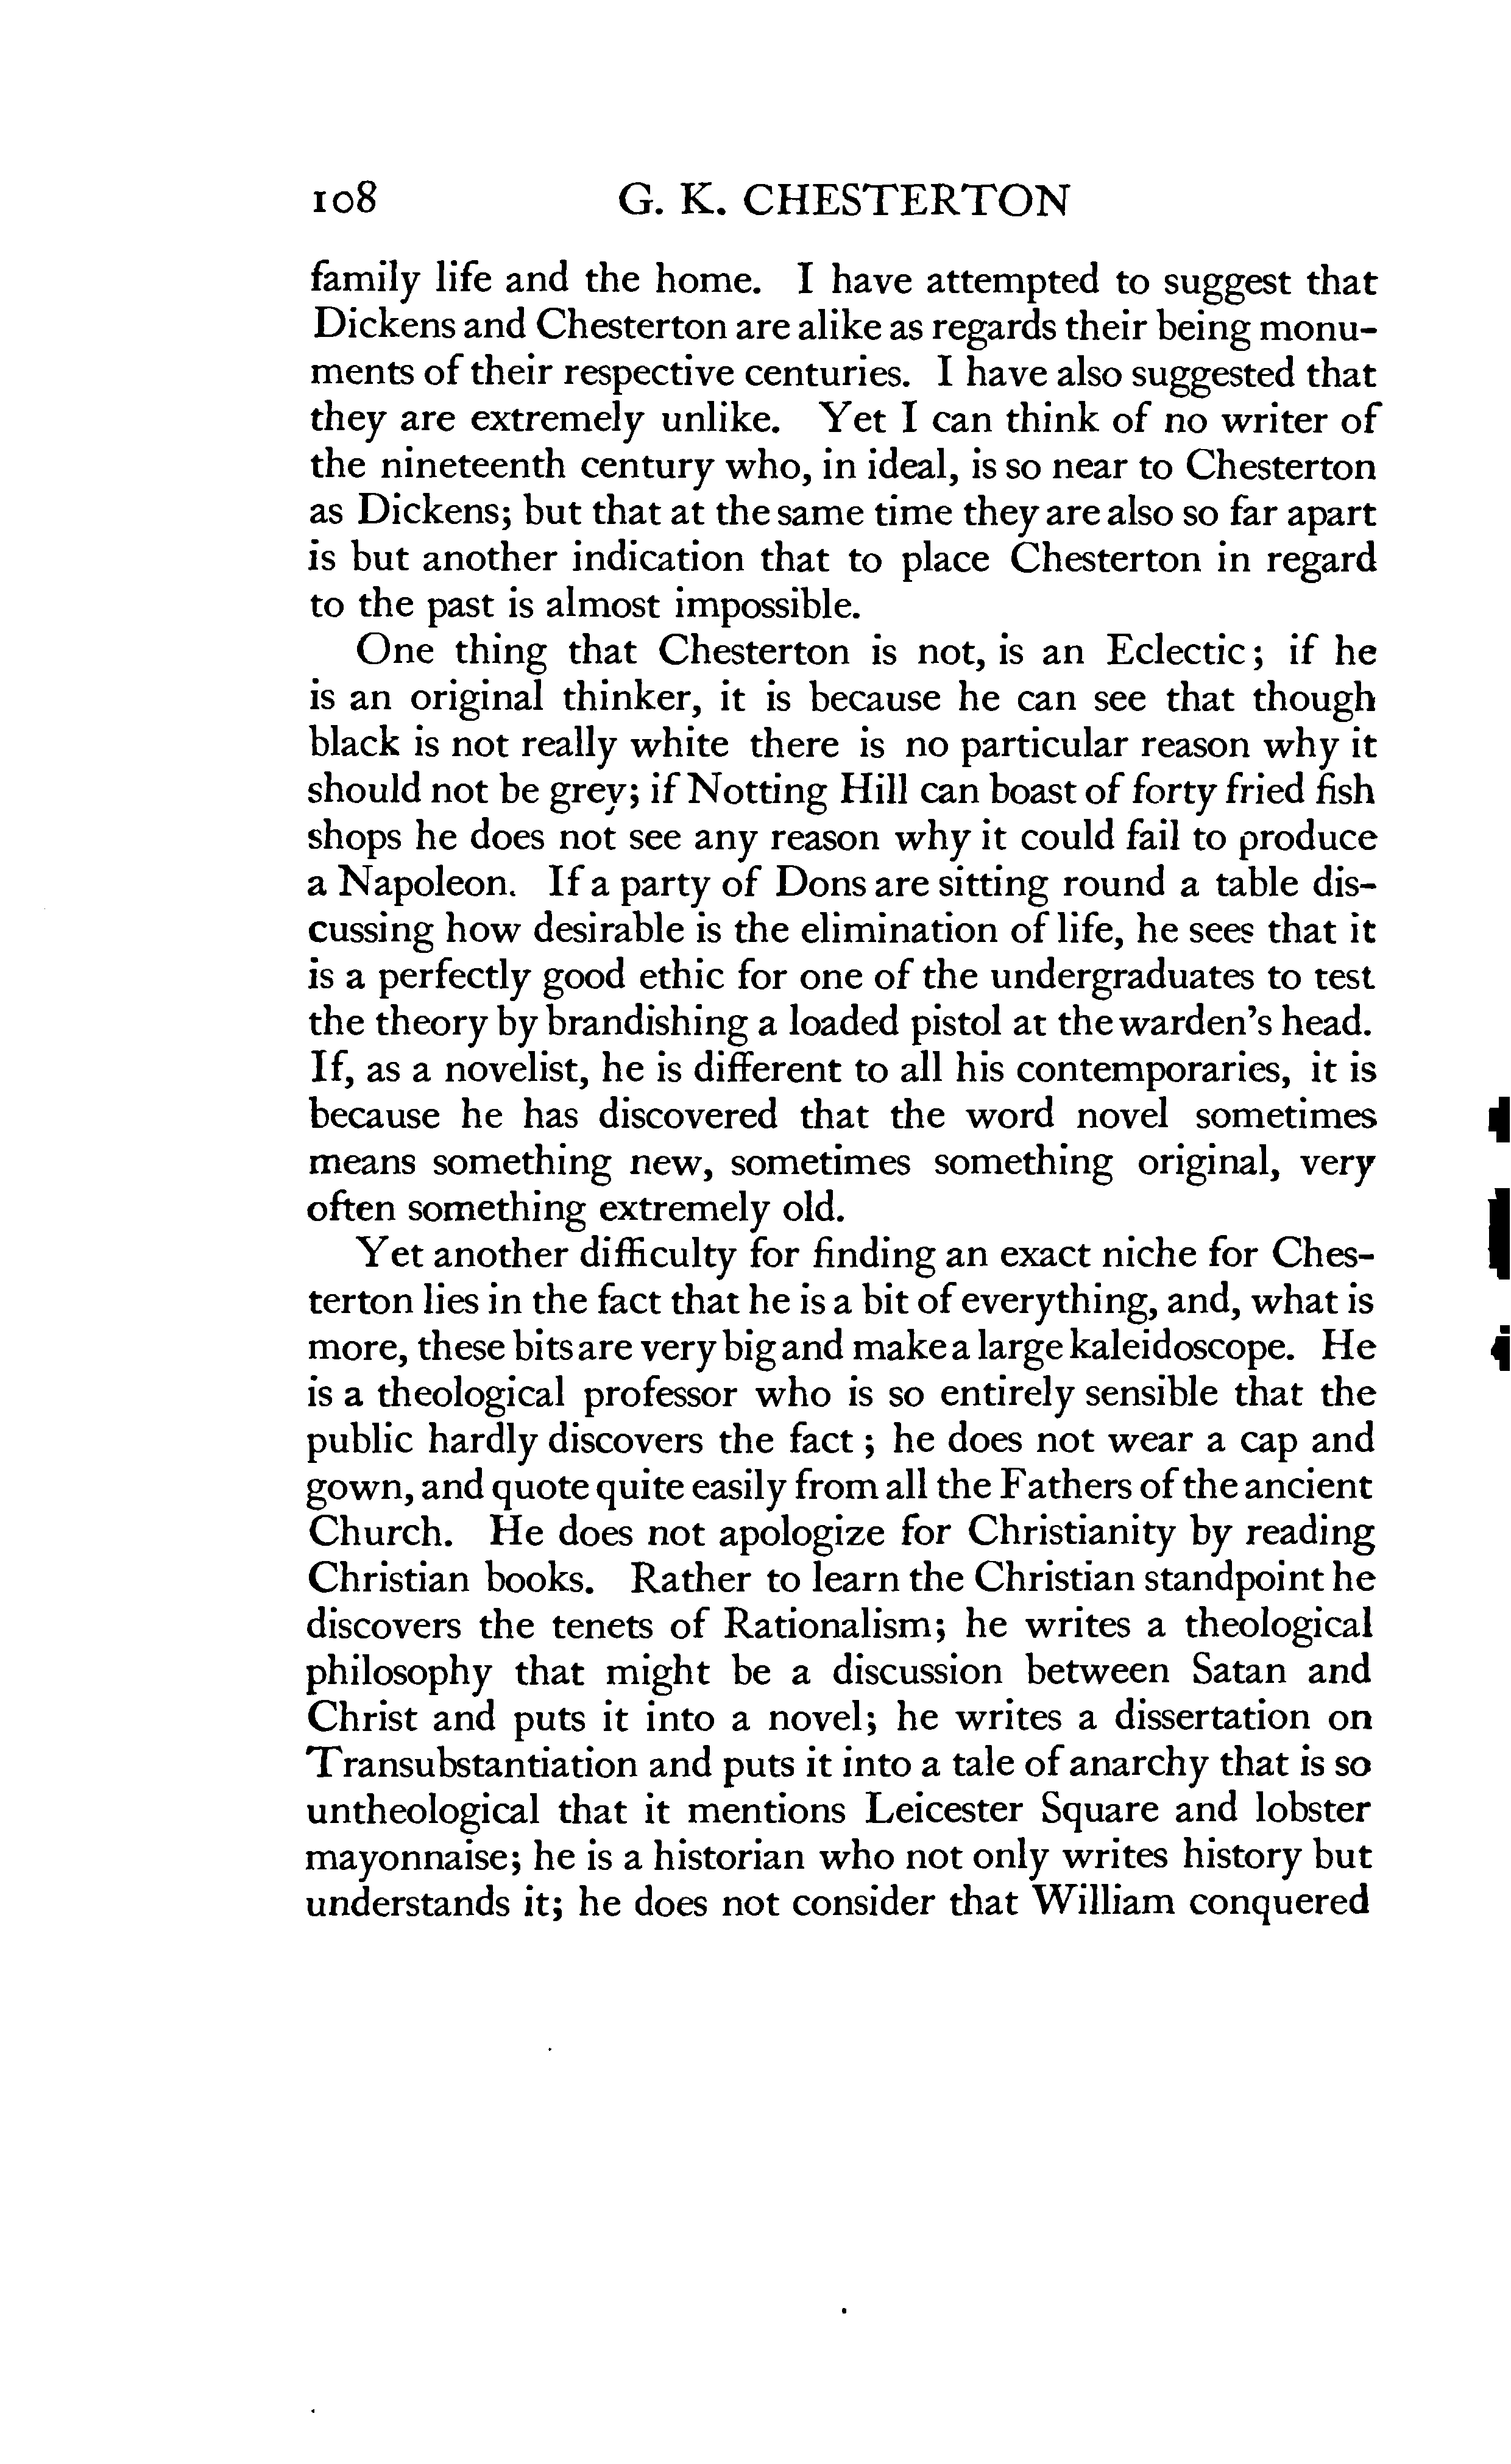 108 G. K. CHESTERTON
family life and the home. I have attempted to suggest that
Dickens and Chesterton are alike as regards their being monu-
ments of their respective centuries. I have also suggested that
they are extremely unlike. Yet I can think of no writer of
the nineteenth century who, in ideal, is so near to Chesterton
as Dickens; but that at the same time they are also so far apart
is but another indication that to place Chesterton in regard
to the past is almost impossible.
One thing that Chesterton is not, is an Eclectic; if he
is an original thinker, it is because he can see that though
black is not really white there is no particular reason why it
should not be grey; if Notting Hill can boast of forty fried fish
shops he does not see any reason why it could fail to produce
a Napoleon. If a party of Dons are sitting round a table dis-
cussing how desirable is the elimination of life, he sees that it
is a perfectly good ethic for one of the undergraduates to test
the theory by brandishing a loaded pistol at the warden's head.
If, as a novelist, he is different to all his contemporaries, it is
because he has discovered that the word novel sometimes
means something new, sometimes something original, very
often something extremely old.
Yet another difficulty for finding an exact niche for Ches-
terton lies in the fact that he is a bit of everything, and, what is
more, these bits are very big and make a large kaleidoscope. He
is a theological professor who is so entirely sensible that the
public hardly discovers the fact; he does not wear a cap and
gown, and quote quite easily from all the Fathers of the ancient
Church. He does not apologize for Christianity by reading
Christian books. Rather to learn the Christian standpoint he
discovers the tenets of Rationalism; he writes a theological
philosophy that might be a discussion between Satan and
Christ and puts it into a novel; he writes a dissertation on
Transubstantiation and puts it into a tale of anarchy that is so
untheological that it mentions Leicester Square and lobster
mayonnaise; he is a historian who not only writes history but
understands it; he does not consider that William conquered